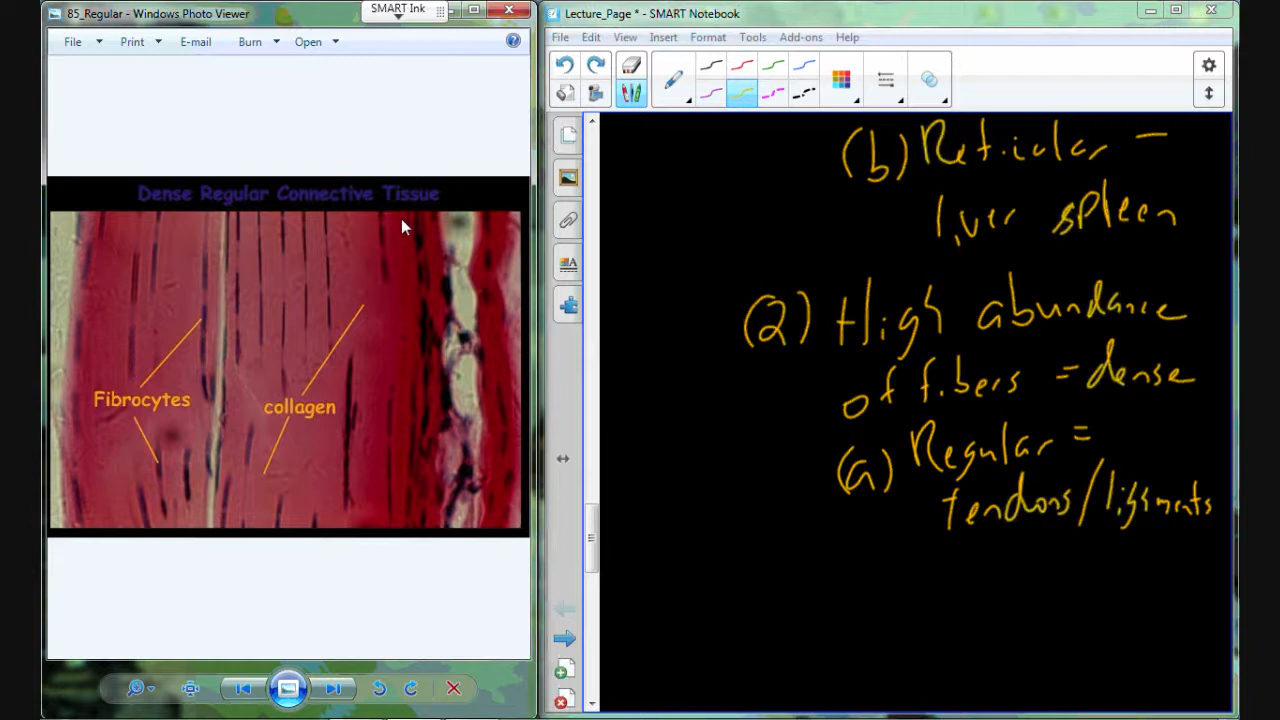 85_Regular - Windows Photo Viewer
SMART Ink
File Print E-mail Burn Open
Dense Regular Connective Tissue
Fibrocytes
collagen
Lecture_Page * - SMART Notebook
File Edit View Insert Format Tools Add-ons Help
(b) Reticular -
liver spleen
(2) High abundance
of fibers = dense
(a) Regular =
tendons/ligaments